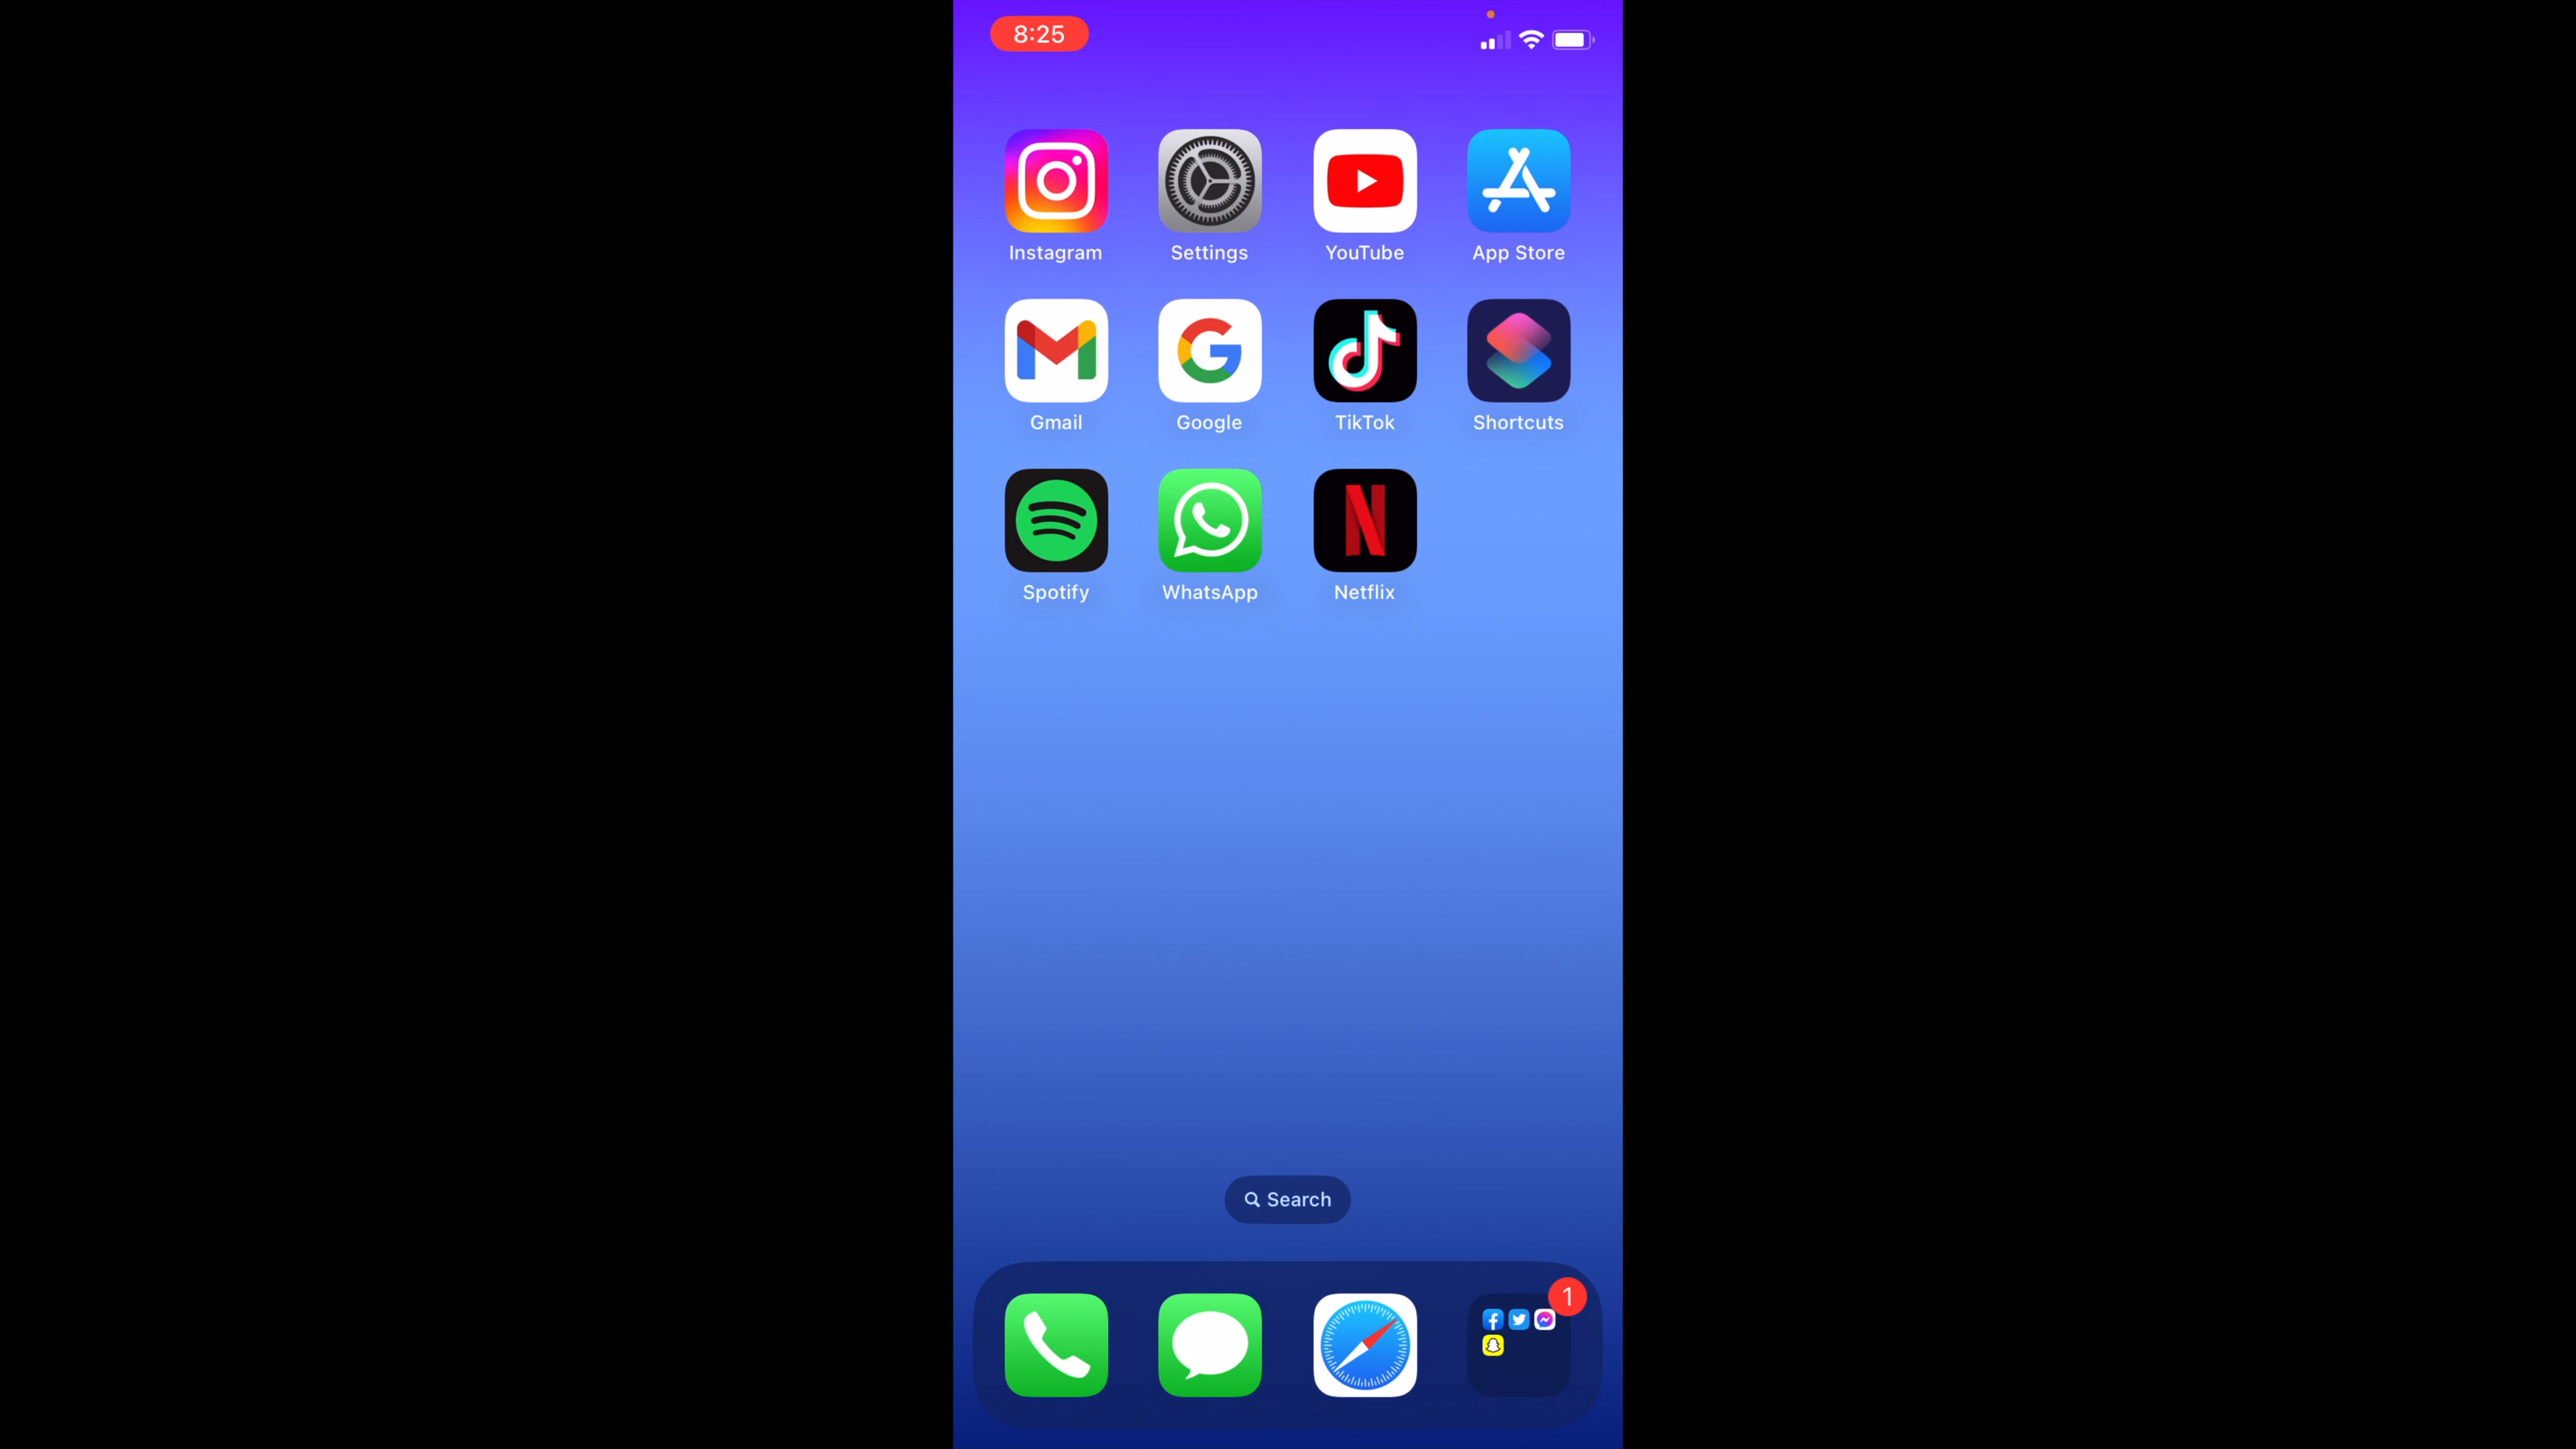 8:25
Instagram Settings YouTube App Store
Gmail Google TikTok Shortcuts
Spotify WhatsApp Netflix
Search
1